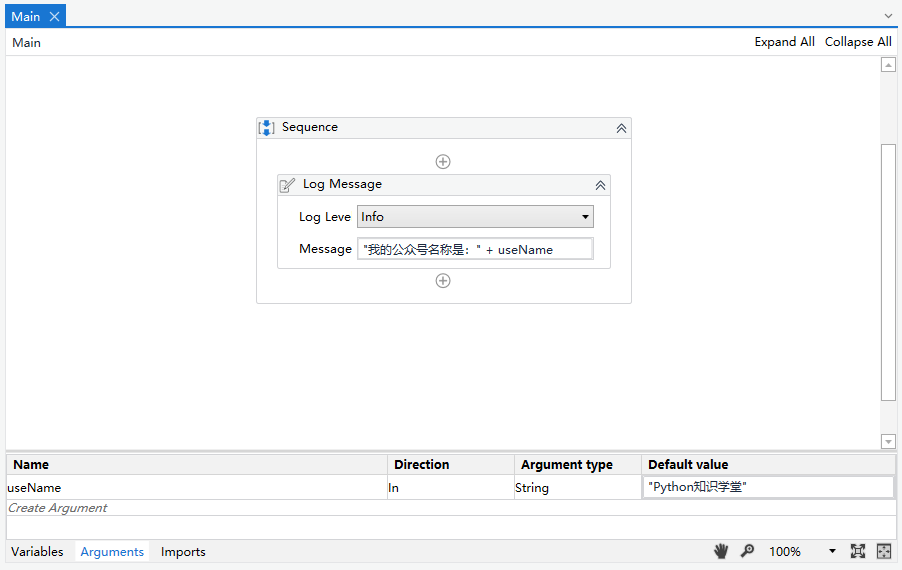 Main
Main Expand All Collapse All
Sequence
Log Message
Log Leve Info
Message "我的公众号名称是：" + useName
Name Direction Argument type Default value
useName In String "Python知识学堂"
Create Argument
Variables Arguments Imports 100%